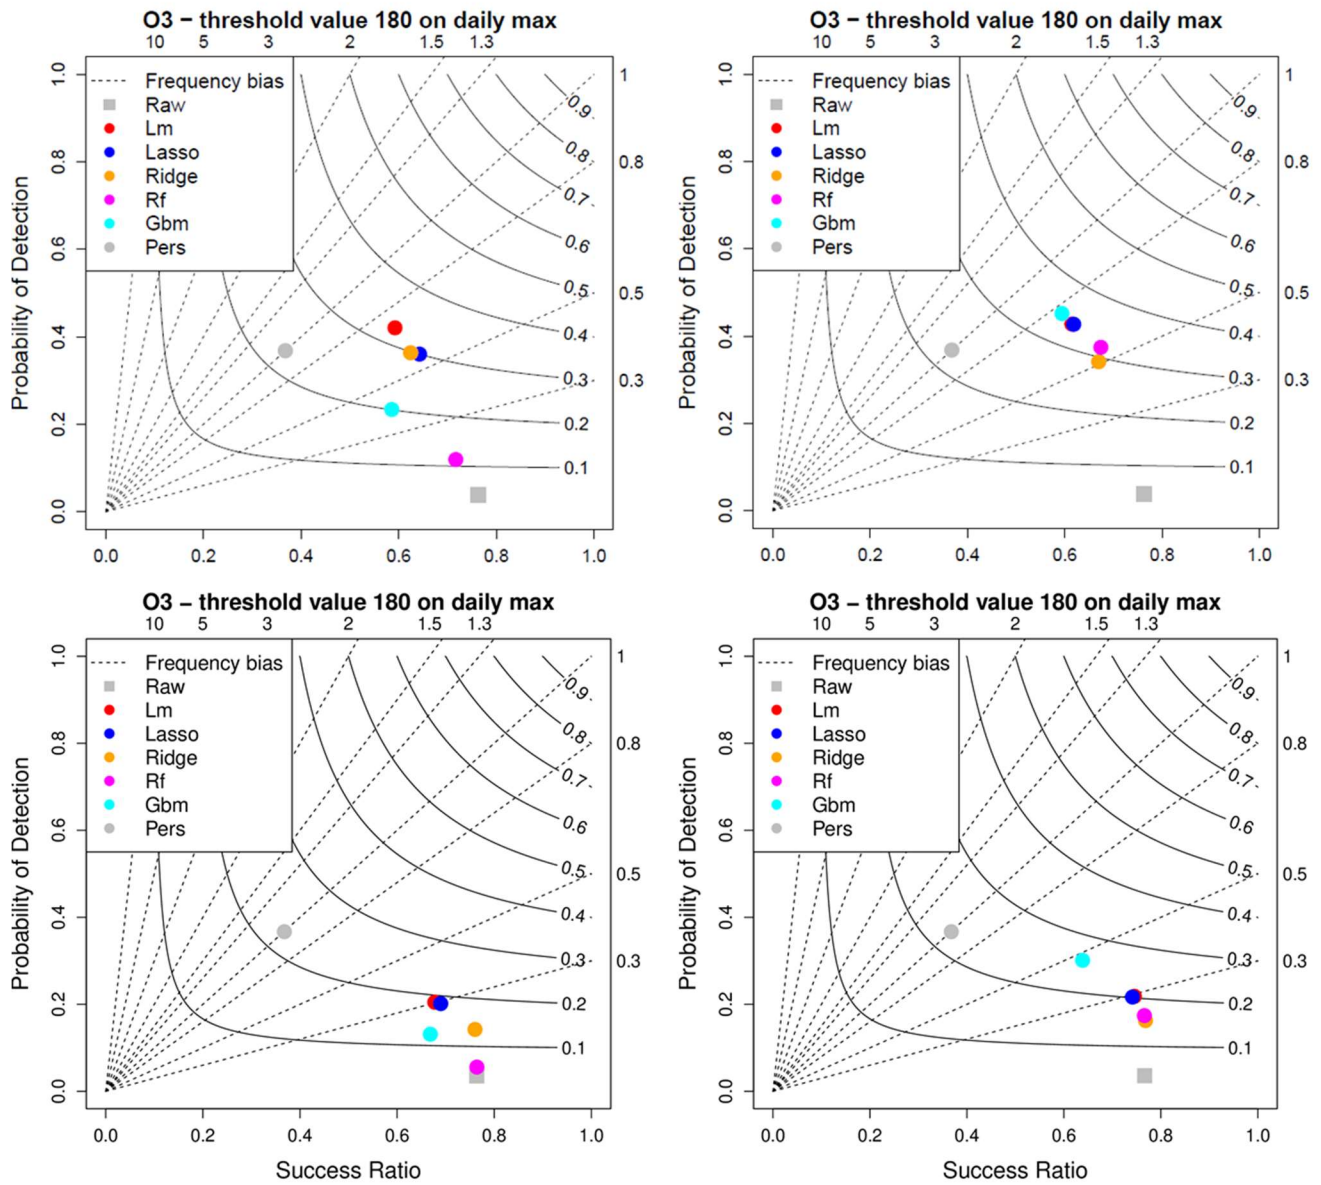 O3 − threshold value 180 on daily max
10 5 3 2 1.5 1.3
Frequency bias
Raw
Lm
Lasso
Ridge
Rf
Gbm
Pers
Probability of Detection
0.0 0.2 0.4 0.6 0.8 1.0
0.9
0.8
0.7
0.6
0.5
0.4
0.3
0.2
0.1
1
0.8
0.5
0.3
0.0 0.2 0.4 0.6 0.8 1.0
O3 − threshold value 180 on daily max
10 5 3 2 1.5 1.3
Frequency bias
Raw
Lm
Lasso
Ridge
Rf
Gbm
Pers
Probability of Detection
0.0 0.2 0.4 0.6 0.8 1.0
0.9
0.8
0.7
0.6
0.5
0.4
0.3
0.2
0.1
1
0.8
0.5
0.3
0.0 0.2 0.4 0.6 0.8 1.0
O3 − threshold value 180 on daily max
10 5 3 2 1.5 1.3
Frequency bias
Raw
Lm
Lasso
Ridge
Rf
Gbm
Pers
Probability of Detection
0.0 0.2 0.4 0.6 0.8 1.0
0.9
0.8
0.7
0.6
0.5
0.4
0.3
0.2
0.1
1
0.8
0.5
0.3
0.0 0.2 0.4 0.6 0.8 1.0
Success Ratio
O3 − threshold value 180 on daily max
10 5 3 2 1.5 1.3
Frequency bias
Raw
Lm
Lasso
Ridge
Rf
Gbm
Pers
Probability of Detection
0.0 0.2 0.4 0.6 0.8 1.0
0.9
0.8
0.7
0.6
0.5
0.4
0.3
0.2
0.1
1
0.8
0.5
0.3
0.0 0.2 0.4 0.6 0.8 1.0
Success Ratio